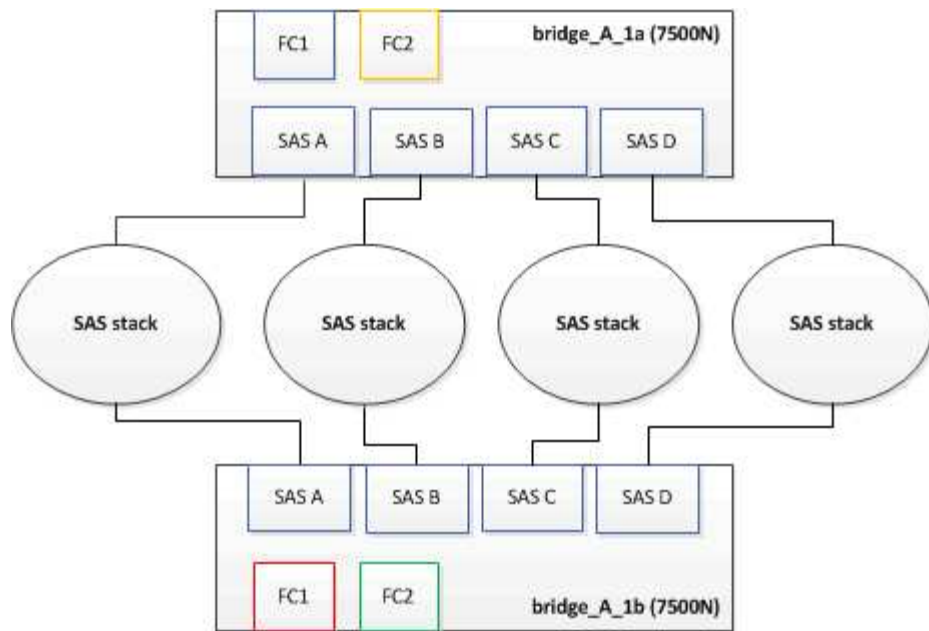 FC1 FC2 bridge_A_1a (7500N)
SAS A SAS B SAS C SAS D
SAS stack SAS stack SAS stack SAS stack
SAS A SAS B SAS C SAS D
FC1 FC2 bridge_A_1b (7500N)